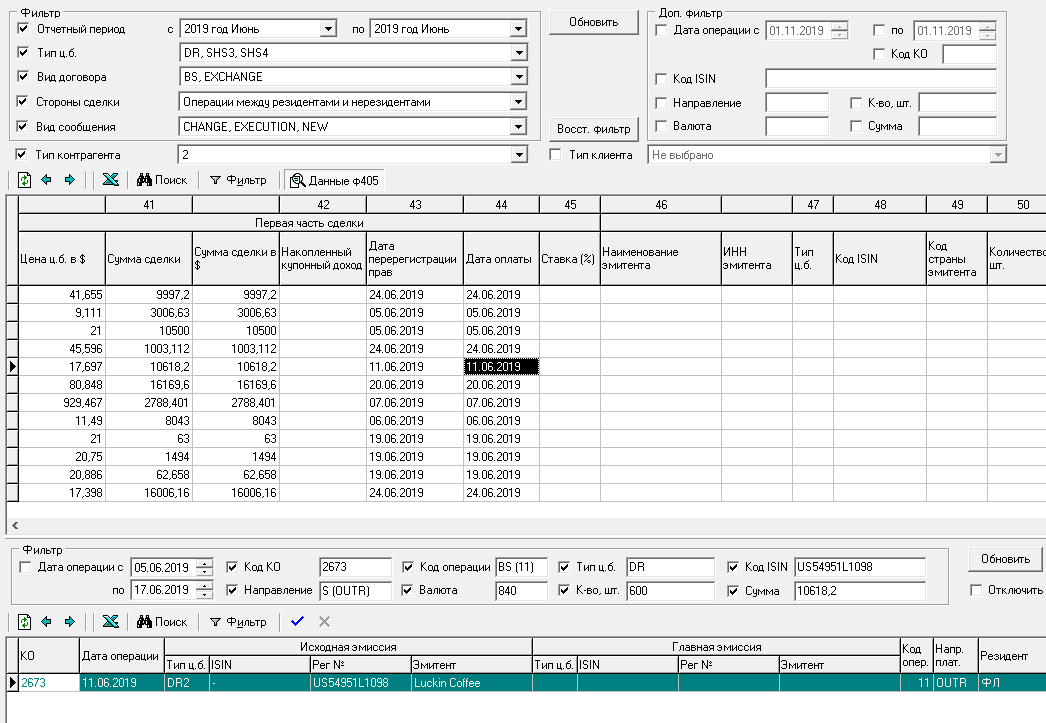 Фильтр
Отчетный период с 2019 год Июнь по 2019 год Июнь
Тип ц.б. DR, SHS3, SHS4
Вид договора BS, EXCHANGE
Стороны сделки Операции между резидентами и нерезидентами
Вид сообщения CHANGE, EXECUTION, NEW
Тип контрагента 2
Обновить
Восст. фильтр
Тип клиента Не выбрано
Доп. фильтр
Дата операции с 01.11.2019 по 01.11.2019
Код КО
Код ISIN
Направление К-во, шт.
Валюта Сумма
Поиск Фильтр Данные ф405
41 42 43 44 45 46 47 48 49 50
Первая часть сделки
Цена ц.б. в $ Сумма сделки Сумма сделки в $ Накопленный купонный доход Дата перерегистрации прав Дата оплаты Ставка (%) Наименование эмитента ИНН эмитента Тип ц.б. Код ISIN Код страны эмитента Количество шт.
41,655 9997,2 9997,2 24.06.2019 24.06.2019
9,111 3006,63 3006,63 05.06.2019 05.06.2019
21 10500 10500 05.06.2019 05.06.2019
45,596 1003,112 1003,112 24.06.2019 24.06.2019
17,697 10618,2 10618,2 11.06.2019 11.06.2019
80,848 16169,6 16169,6 20.06.2019 20.06.2019
929,467 2788,401 2788,401 07.06.2019 07.06.2019
11,49 8043 8043 06.06.2019 06.06.2019
21 63 63 19.06.2019 19.06.2019
20,75 1494 1494 19.06.2019 19.06.2019
20,886 62,658 62,658 19.06.2019 19.06.2019
17,398 16006,16 16006,16 24.06.2019 24.06.2019
<
Фильтр
Дата операции с 05.06.2019 Код КО 2673 Код операции BS (11) Тип ц.б. DR Код ISIN US54951L1098 Обновить
по 17.06.2019 Направление S (OUTR) Валюта 840 К-во, шт. 600 Сумма 10618,2 Отключить
Поиск Фильтр
КО Дата операции Исходная эмиссия Главная эмиссия Код опер. Напр. плат. Резидент
Тип ц.б. ISIN Рег № Эмитент Тип ц.б. ISIN Рег № Эмитент
2673 11.06.2019 DR2 - US54951L1098 Luckin Coffee 11 OUTR ФЛ